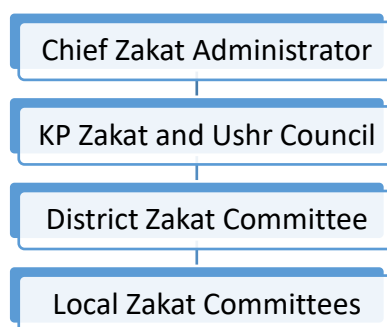 Chief Zakat Administrator
KP Zakat and Ushr Council
District Zakat Committee
Local Zakat Committees